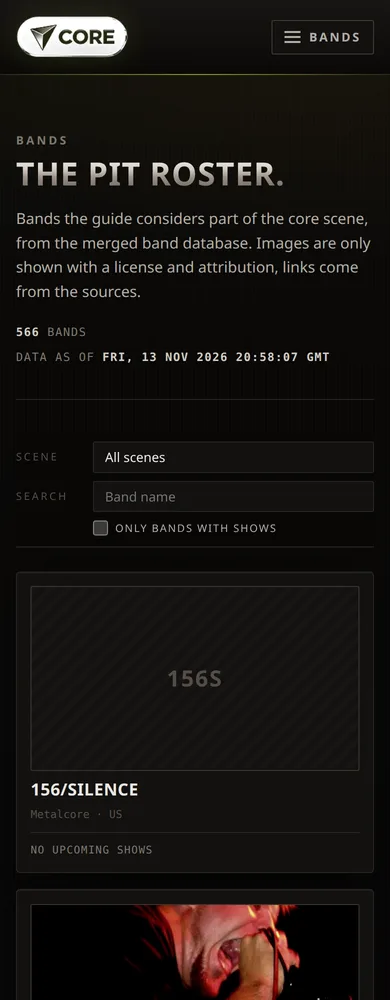 CORE
BANDS
BANDS
THE PIT ROSTER.
Bands the guide considers part of the core scene,
from the merged band database. Images are only
shown with a license and attribution, links come
from the sources.
566 BANDS
DATA AS OF FRI, 13 NOV 2026 20:58:07 GMT
SCENE All scenes
SEARCH Band name
ONLY BANDS WITH SHOWS
156S
156/SILENCE
Metalcore · US
NO UPCOMING SHOWS